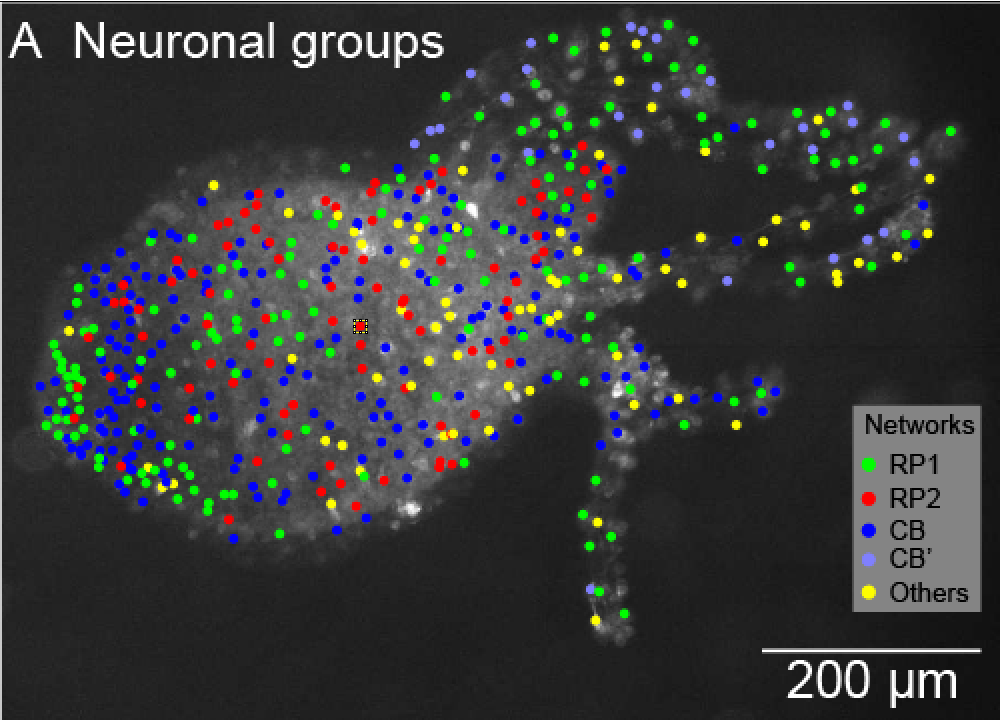 A Neuronal groups
Networks
RP1
RP2
CB
CB'
Others
200 µm